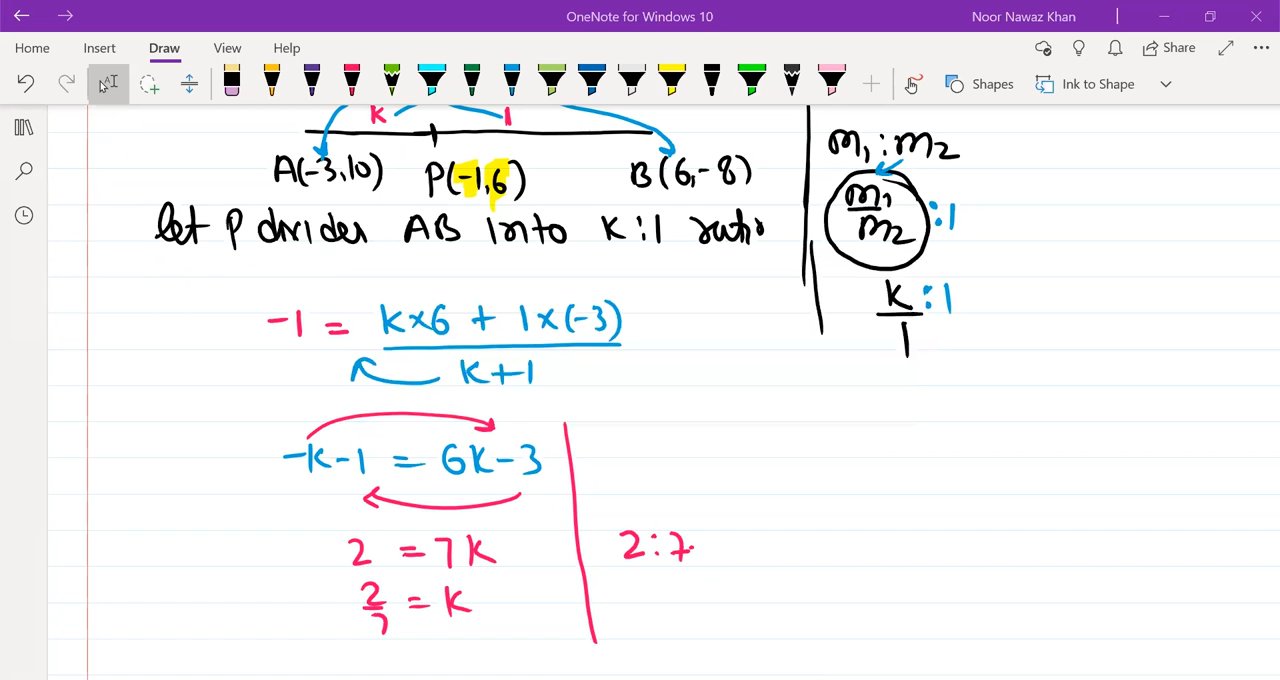 OneNote for Windows 10
Noor Nawaz Khan
Home Insert Draw View Help
Share
Shapes
Ink to Shape
K 1
A(-3,10) P(-1,6) B(6,-8)
let P divides AB into K:1 ratio
m1 : m2
m1/m2 : 1
K/1 : 1
-1 = (K×6 + 1×(-3))/(K+1)
-K-1 = 6K-3
2 = 7K
2/7 = K
2:7